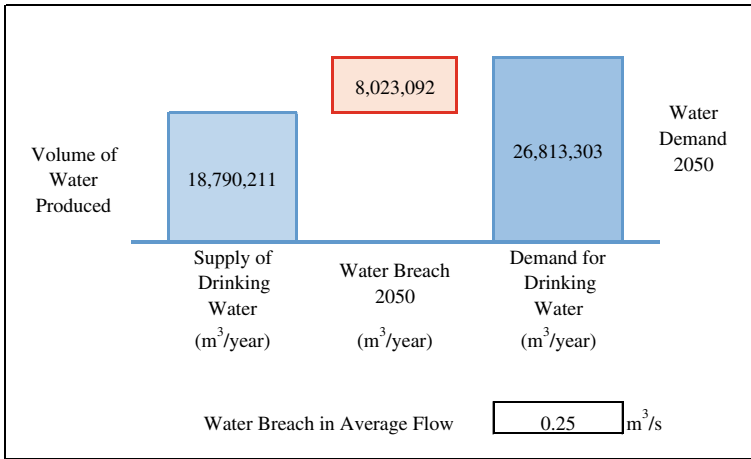 8,023,092
Water
Demand
2050
26,813,303
Volume of
Water
Produced
18,790,211
Supply of
Drinking
Water
(m³/year)
Water Breach
2050
(m³/year)
Demand for
Drinking
Water
(m³/year)
Water Breach in Average Flow 0.25 m³/s